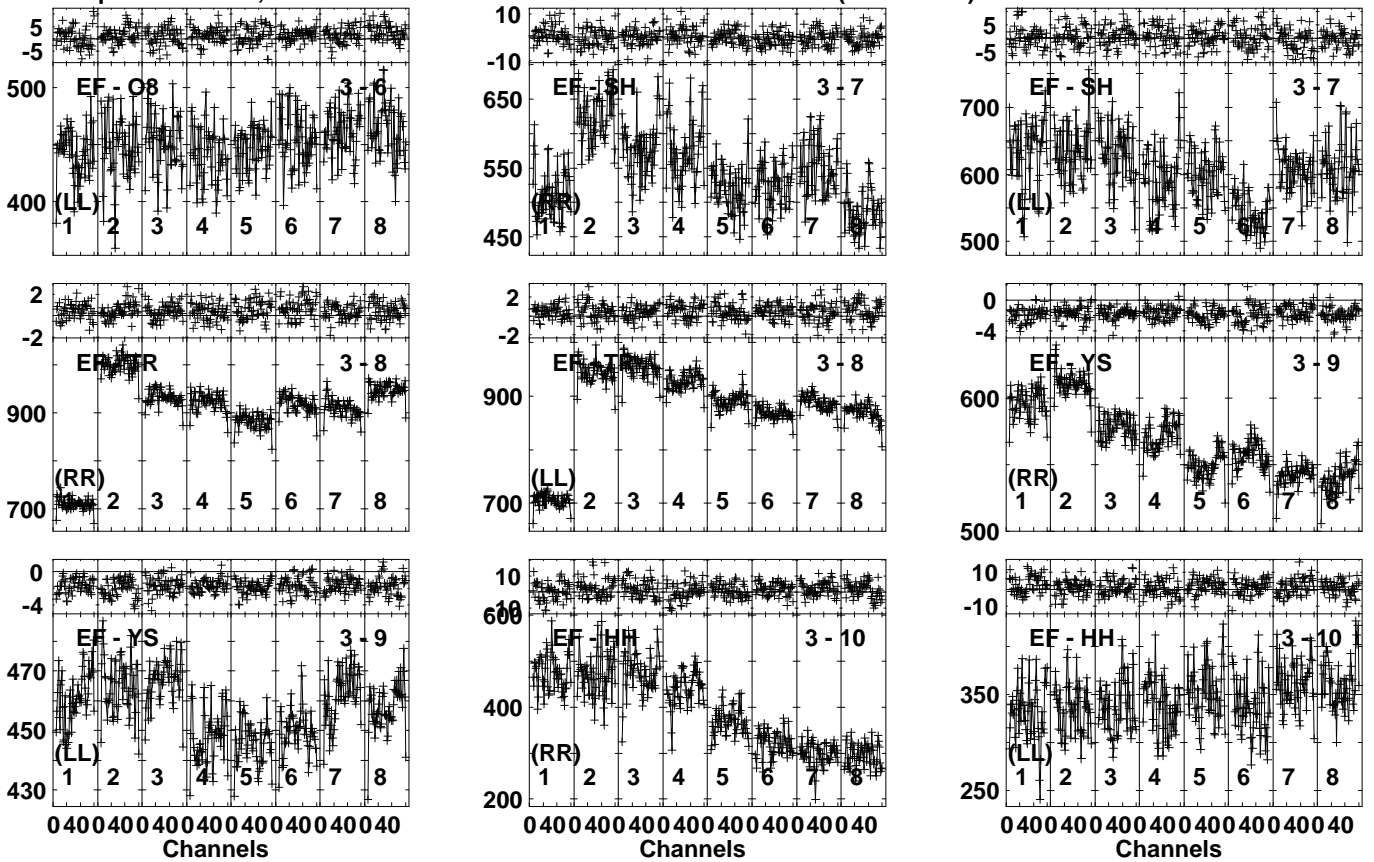 5
-5
EF - O8 3 - 6
500
400
(LL)
1 2 3 4 5 6 7 8
10
-10
EF - SH 3 - 7
650
550
450
(RR)
1 2 3 4 5 6 7 8
5
-5
EF - SH 3 - 7
700
600
500
(LL)
1 2 3 4 5 6 7 8
2
-2
EF - TR 3 - 8
900
700
(RR)
1 2 3 4 5 6 7 8
2
-2
EF - TR 3 - 8
900
700
(LL)
1 2 3 4 5 6 7 8
0
-4
EF - YS 3 - 9
600
500
(RR)
1 2 3 4 5 6 7 8
0
-4
EF - YS 3 - 9
470
450
430
(LL)
1 2 3 4 5 6 7 8
0 40 0 40 0 40 0 40 0 40 0 40 0 40 0 40
Channels
10
-10
600
EF - HH 3 - 10
400
200
(RR)
1 2 3 4 5 6 7 8
0 40 0 40 0 40 0 40 0 40 0 40 0 40 0 40
Channels
10
-10
EF - HH 3 - 10
350
250
(LL)
1 2 3 4 5 6 7 8
0 40 0 40 0 40 0 40 0 40 0 40 0 40 0 40
Channels